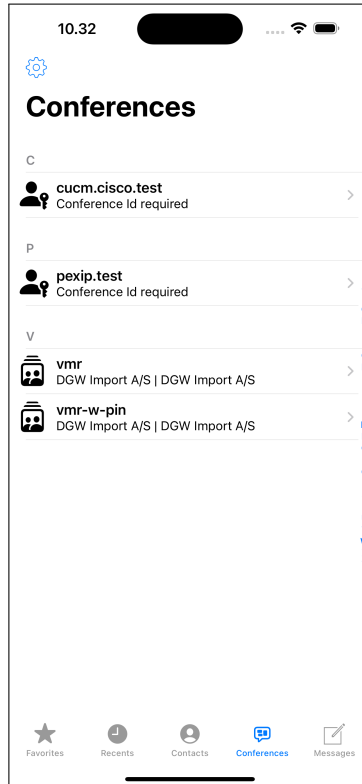 10.32
Conferences
C
cucm.cisco.test
Conference Id required
P
pexip.test
Conference Id required
V
vmr
DGW Import A/S | DGW Import A/S
vmr-w-pin
DGW Import A/S | DGW Import A/S
Favorites Recents Contacts Conferences Messages